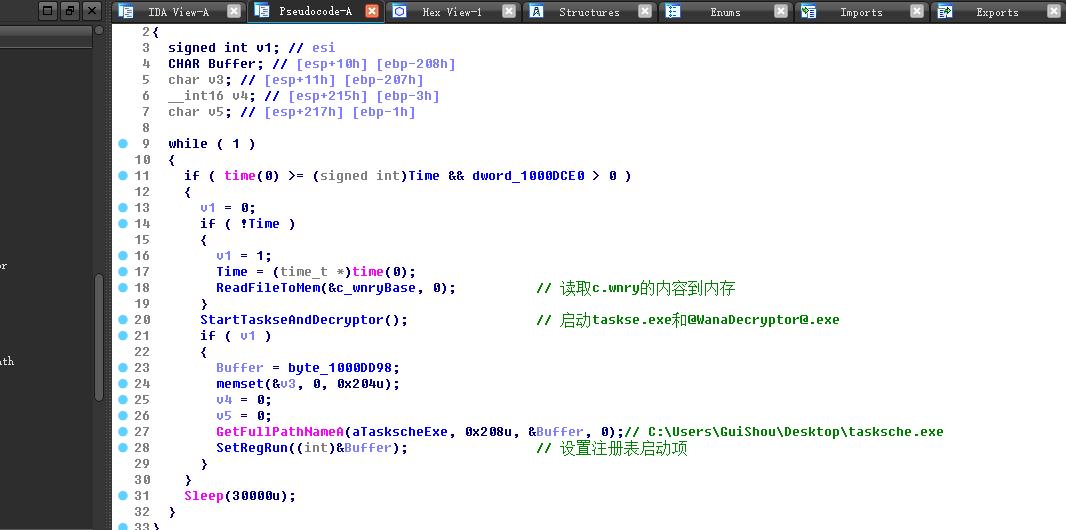 IDA View-A Pseudocode-A Hex View-1 Structures Enums Imports Exports
2 {
3 signed int v1; // esi
4 CHAR Buffer; // [esp+10h] [ebp-208h]
5 char v3; // [esp+11h] [ebp-207h]
6 __int16 v4; // [esp+215h] [ebp-3h]
7 char v5; // [esp+217h] [ebp-1h]
8
9 while ( 1 )
10 {
11 if ( time(0) >= (signed int)Time && dword_1000DCE0 > 0 )
12 {
13 v1 = 0;
14 if ( !Time )
15 {
16 v1 = 1;
17 Time = (time_t *)time(0);
18 ReadFileToMem(&c_wnryBase, 0); // 读取c.wnry的内容到内存
19 }
20 StartTaskseAndDecryptor(); // 启动taskse.exe和@WanaDecryptor@.exe
21 if ( v1 )
22 {
23 Buffer = byte_1000DD98;
24 memset(&v3, 0, 0x204u);
25 v4 = 0;
26 v5 = 0;
27 GetFullPathNameA(aTaskscheExe, 0x208u, &Buffer, 0);// C:\Users\GuiShou\Desktop\tasksche.exe
28 SetRegRun((int)&Buffer); // 设置注册表启动项
29 }
30 }
31 Sleep(30000u);
32 }
33 }
or
ath